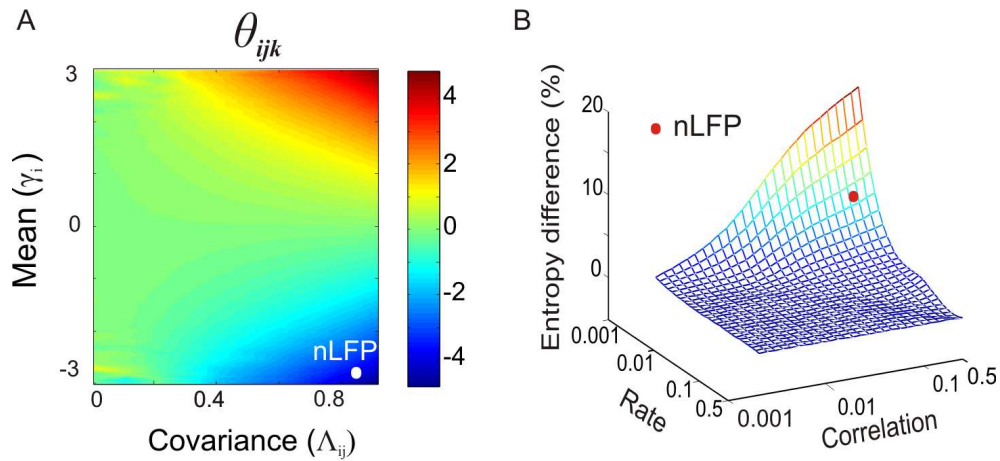 A
θijk
Mean (γi)
3
0
-3
0
0.4
0.8
Covariance (Λij)
nLFP
4
2
0
-2
-4
B
nLFP
Entropy difference (%)
20
10
0
0.001
0.01
0.1
0.5
Rate
0.001
0.01
0.1
0.5
Correlation